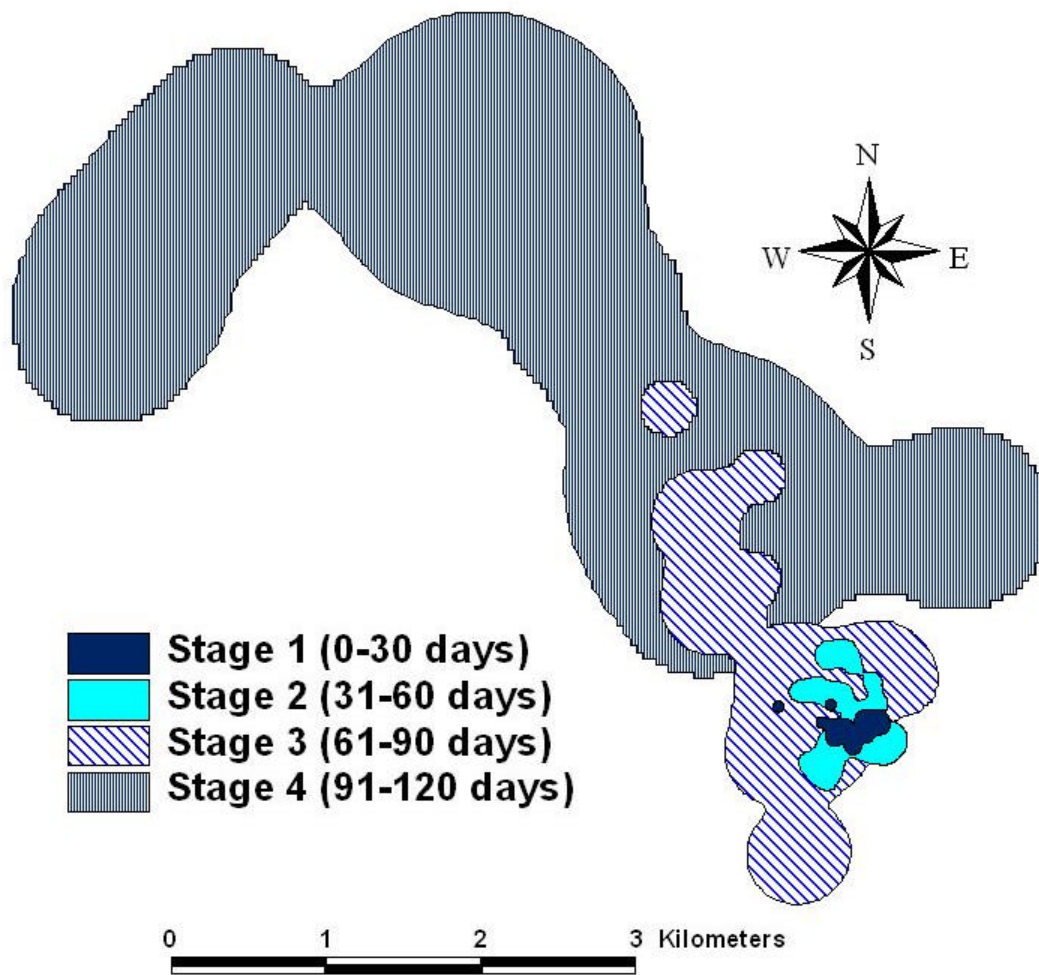 N
W E
S
Stage 1 (0-30 days)
Stage 2 (31-60 days)
Stage 3 (61-90 days)
Stage 4 (91-120 days)
0 1 2 3 Kilometers